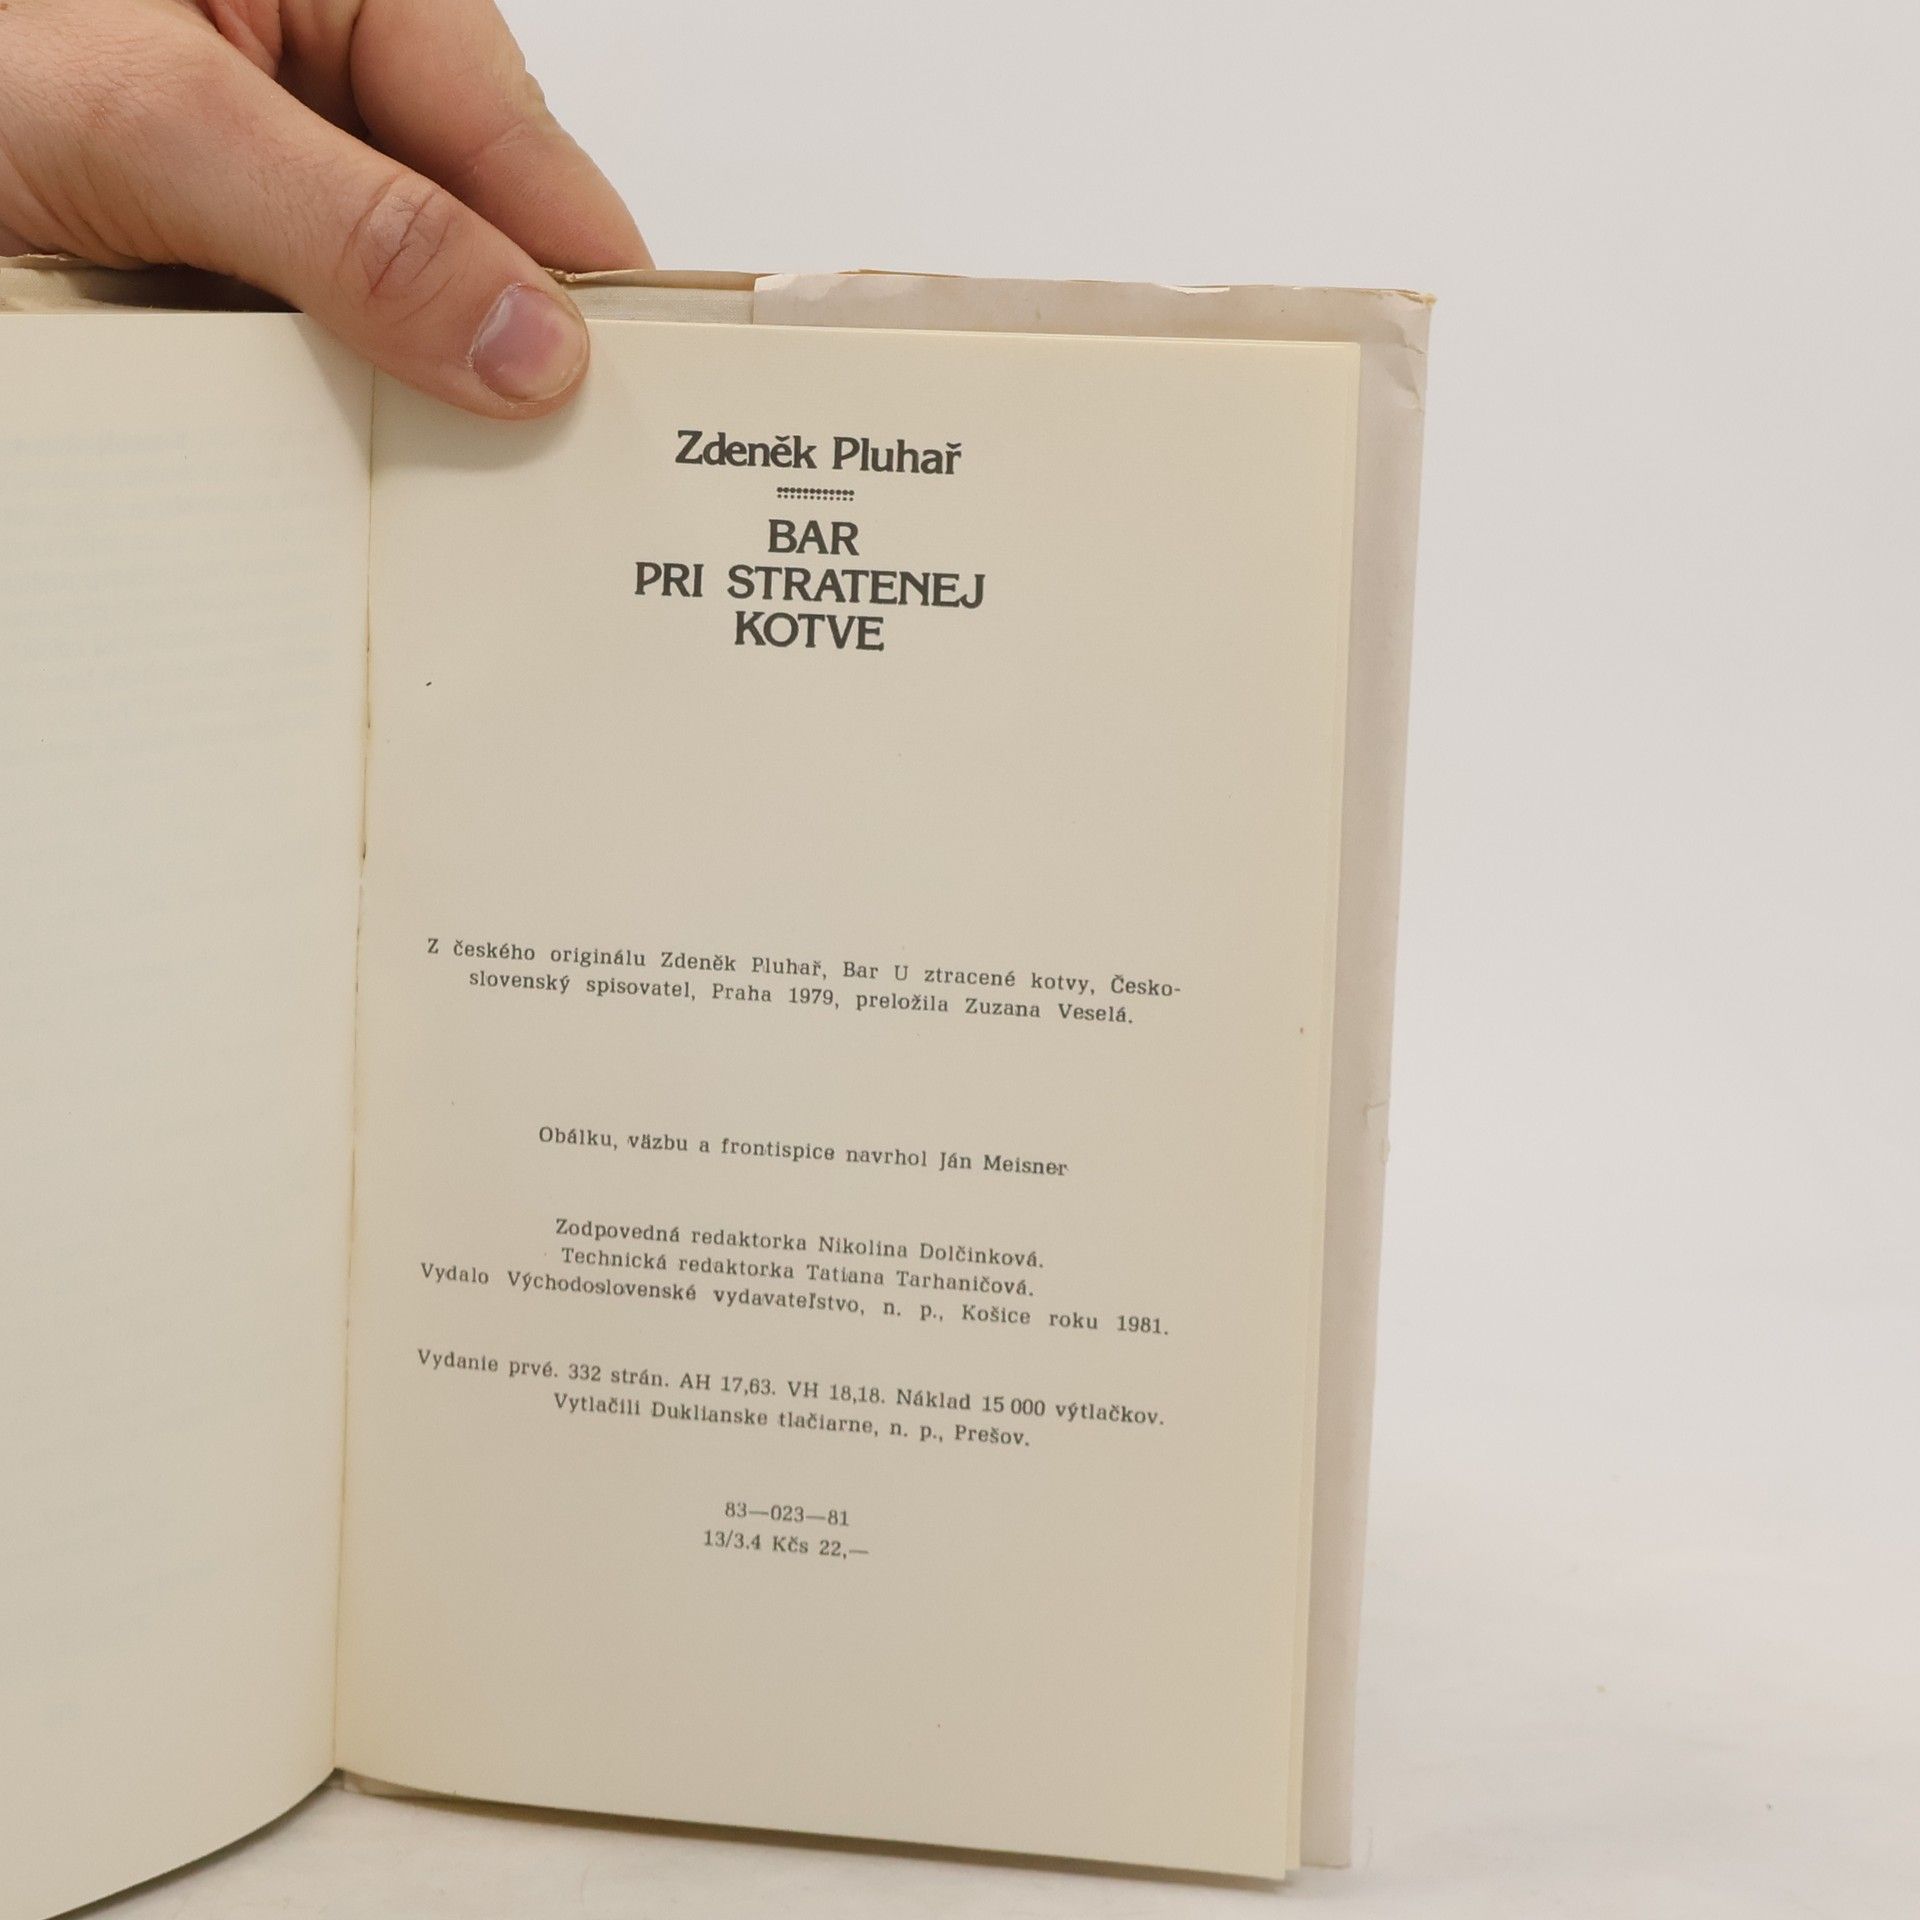 Zdeněk Pluhař
BAR
PRI STRATENEJ
KOTVE
Z českého originálu Zdeněk Pluhař, Bar U ztracené kotvy, Česko-
slovenský spisovatel, Praha 1979, preložila Zuzana Veselá.
Obálku, väzbu a frontispice navrhol Ján Meisner
Zodpovedná redaktorka Nikolina Dolčinková.
Technická redaktorka Tatiana Tarhaničová.
Vydalo Východoslovenské vydavateľstvo, n. p., Košice roku 1981.
Vydanie prvé. 332 strán. AH 17,63. VH 18,18. Náklad 15 000 výtlačkov.
Vytlačili Duklianske tlačiarne, n. p., Prešov.
83—023—81
13/3.4 Kčs 22,—